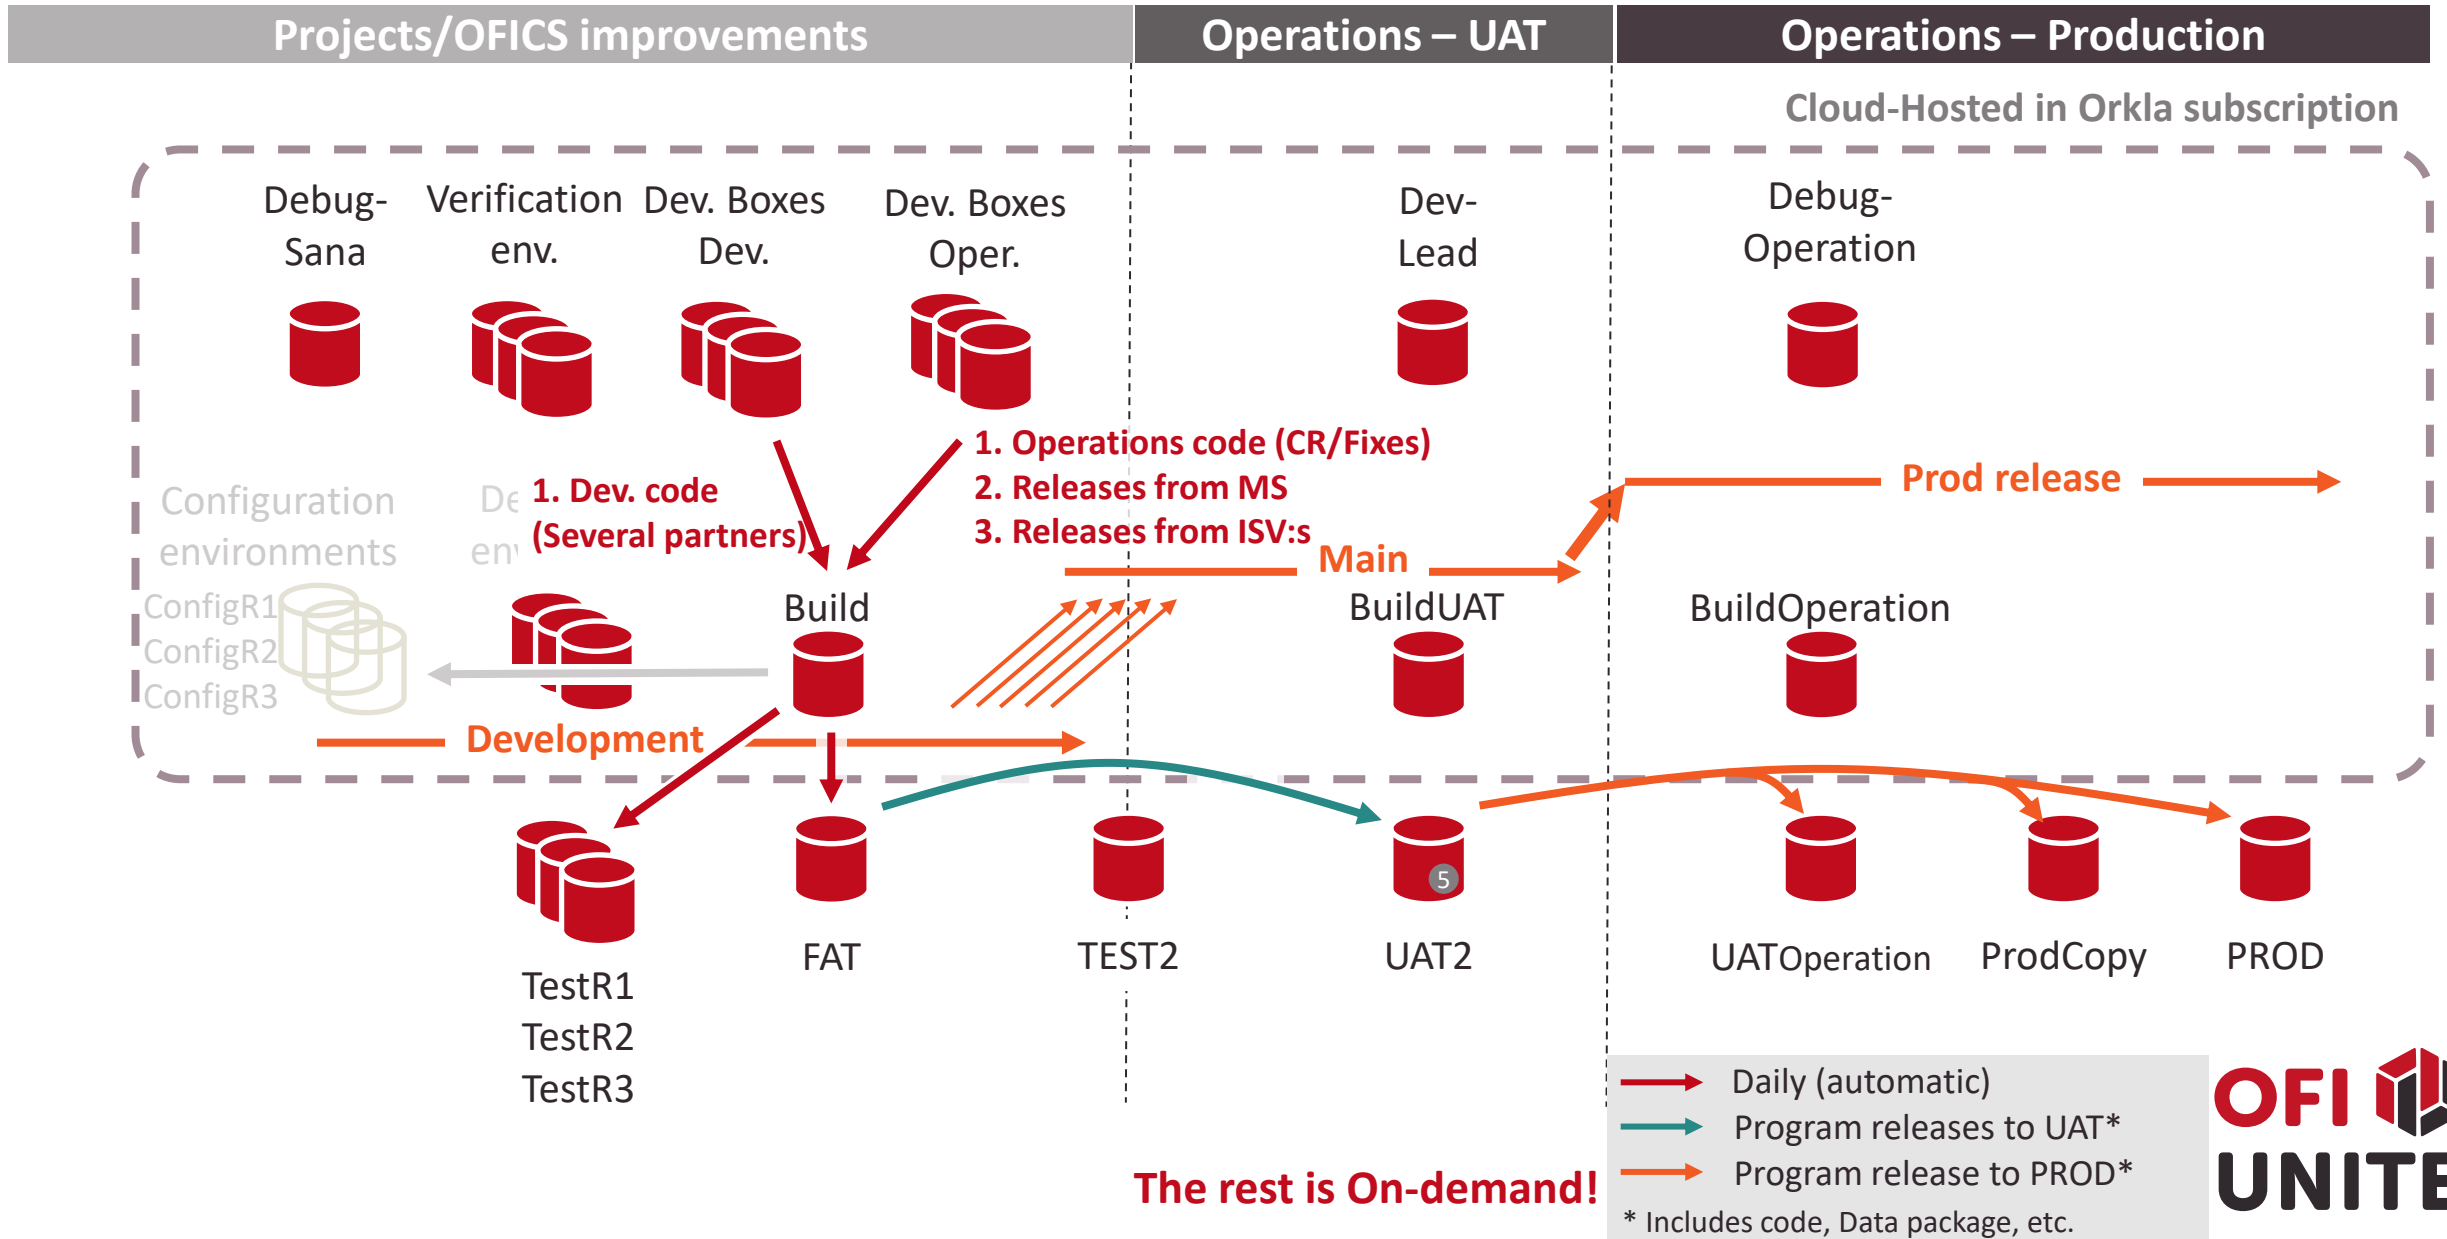 Projects/OFICS improvements
Operations – UAT
Operations – Production
Cloud-Hosted in Orkla subscription
Debug-
Sana
Verification
env.
Dev. Boxes
Dev.
Dev. Boxes
Oper.
Dev-
Lead
Debug-
Operation
1. Operations code (CR/Fixes)
2. Releases from MS
3. Releases from ISV:s
1. Dev. code
(Several partners)
Configuration
environments
ConfigR1
ConfigR2
ConfigR3
Prod release
Main
Build
BuildUAT
BuildOperation
Development
5
FAT
TEST2
UAT2
UATOperation
ProdCopy
PROD
TestR1
TestR2
TestR3
Daily (automatic)
Program releases to UAT*
Program release to PROD*
* Includes code, Data package, etc.
The rest is On-demand!
OFI
UNITE